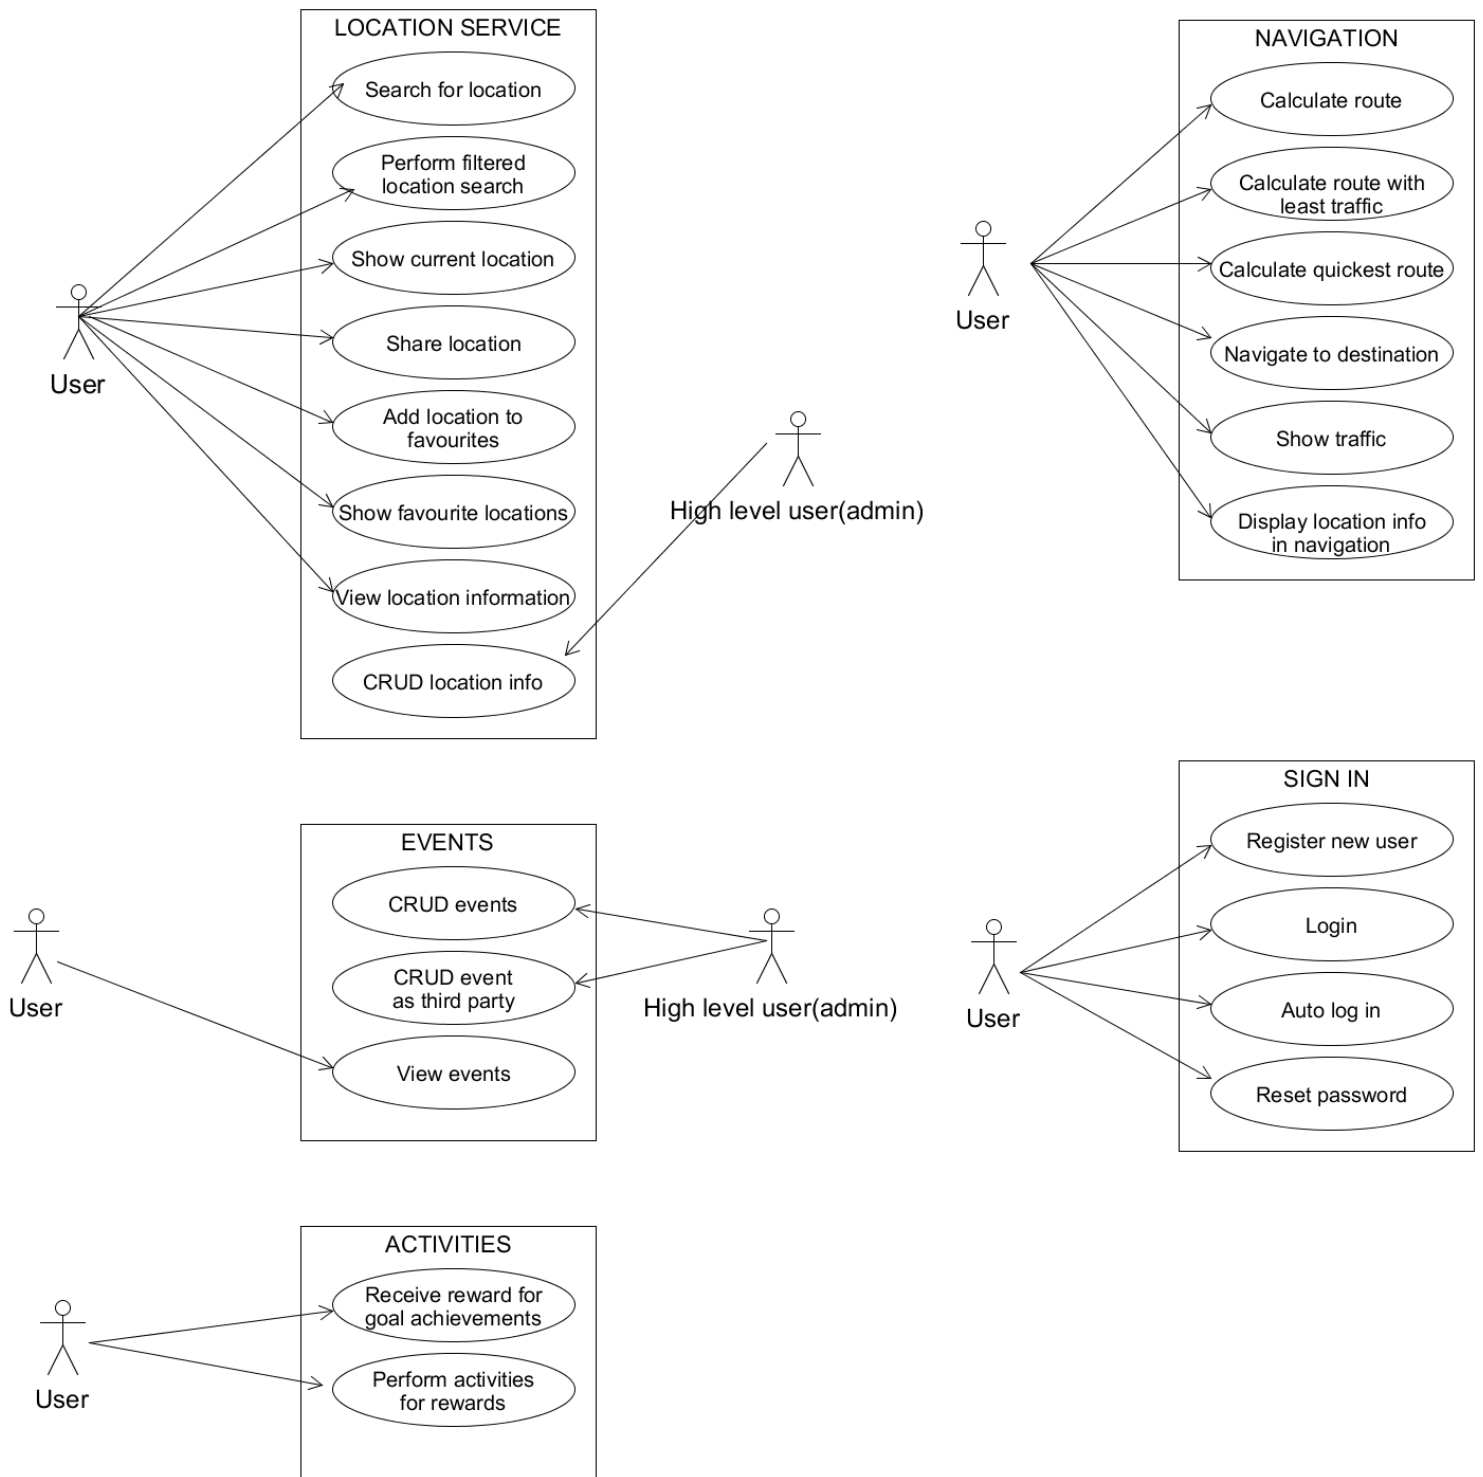 LOCATION SERVICE
Search for location
Perform filtered
location search
Show current location
Share location
Add location to
favourites
Show favourite locations
View location information
CRUD location info
User
High level user(admin)
NAVIGATION
Calculate route
Calculate route with
least traffic
Calculate quickest route
Navigate to destination
Show traffic
Display location info
in navigation
User
EVENTS
CRUD events
CRUD event
as third party
View events
User
High level user(admin)
SIGN IN
Register new user
Login
Auto log in
Reset password
User
ACTIVITIES
Receive reward for
goal achievements
Perform activities
for rewards
User